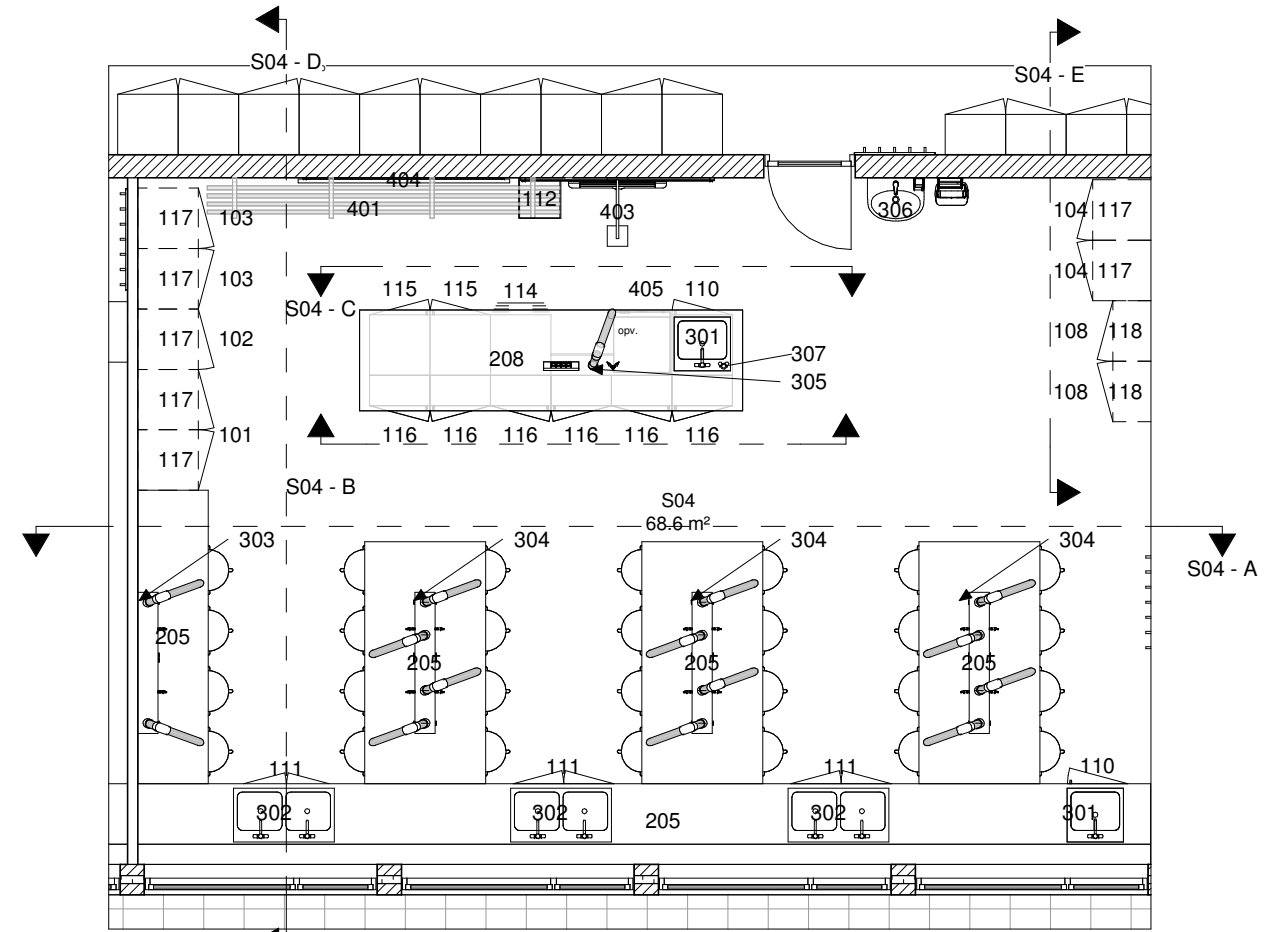 S04 - D
S04 - E
404
401
112
403
306
117 103
104 117
117 103
104 117
115 115 114 405 110
S04 - C
opv.
301
117 102
108 118
208
307
305
117
108 118
101
116 116 116 116 116 116
117
S04 - B
S04
68.6 m²
303 304 304 304
S04 - A
205
205 205 205
111 111 111 110
302 302 302 301
205